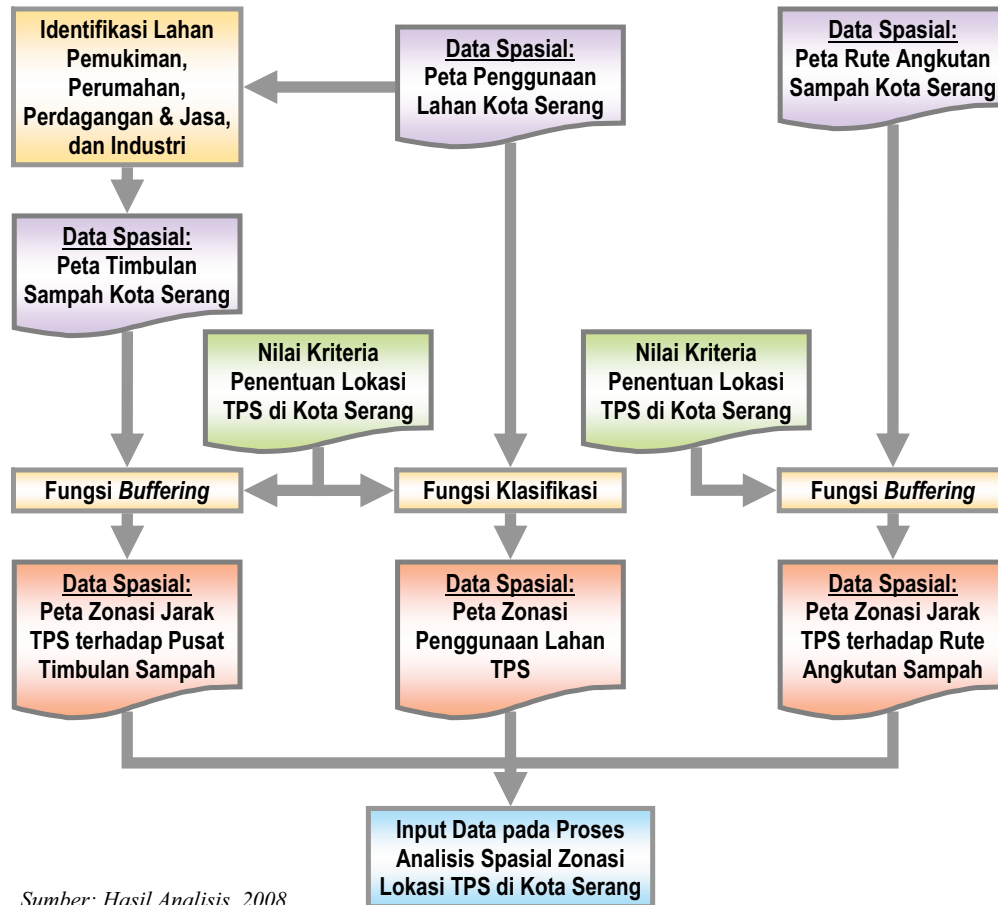 Identifikasi Lahan
Pemukiman,
Perumahan,
Perdagangan & Jasa,
dan Industri
Data Spasial:
Peta Penggunaan
Lahan Kota Serang
Data Spasial:
Peta Rute Angkutan
Sampah Kota Serang
Data Spasial:
Peta Timbulan
Sampah Kota Serang
Nilai Kriteria
Penentuan Lokasi
TPS di Kota Serang
Nilai Kriteria
Penentuan Lokasi
TPS di Kota Serang
Fungsi Buffering
Fungsi Klasifikasi
Fungsi Buffering
Data Spasial:
Peta Zonasi Jarak
TPS terhadap Pusat
Timbulan Sampah
Data Spasial:
Peta Zonasi
Penggunaan Lahan
TPS
Data Spasial:
Peta Zonasi Jarak
TPS terhadap Rute
Angkutan Sampah
Input Data pada Proses
Analisis Spasial Zonasi
Lokasi TPS di Kota Serang
Sumber: Hasil Analisis, 2008